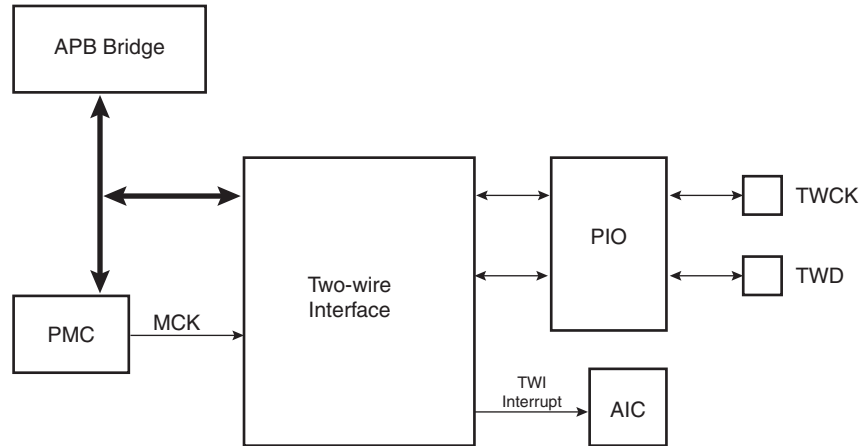 APB Bridge
Two-wire
Interface
PIO
TWCK
TWD
PMC
MCK
TWI
Interrupt
AIC